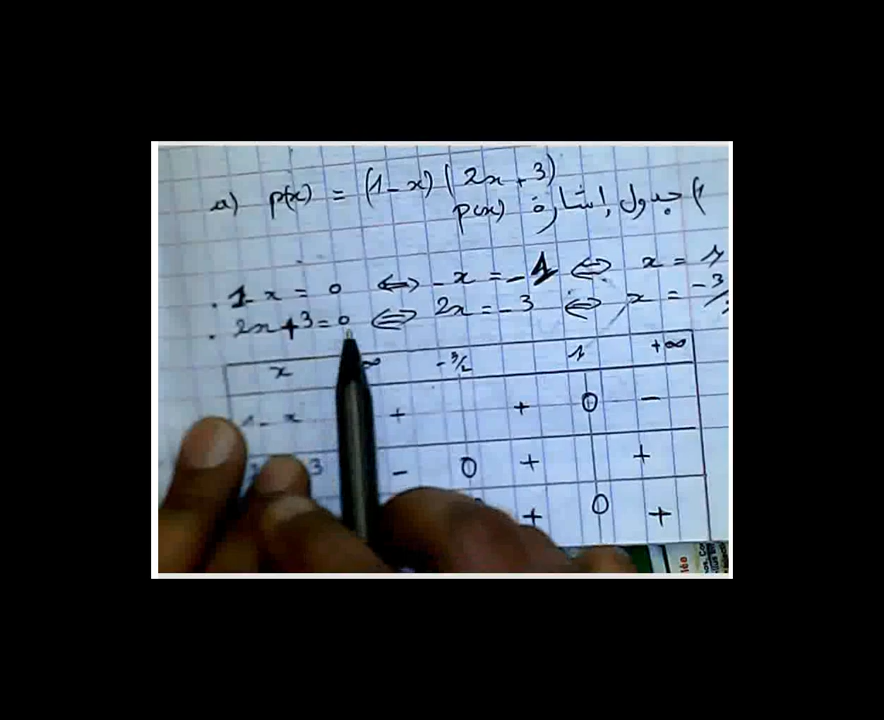 a) p(x) = (1-x)(2x+3)
1) جدول إشارة p(x)
. 1-x = 0 ⇔ -x = -1 ⇔ x = 1
. 2x+3=0 ⇔ 2x = -3 ⇔ x = -3/
x ∞ -3/2 1 +∞
1-x + + 0 -
3 - 0 + +
+ 0 +